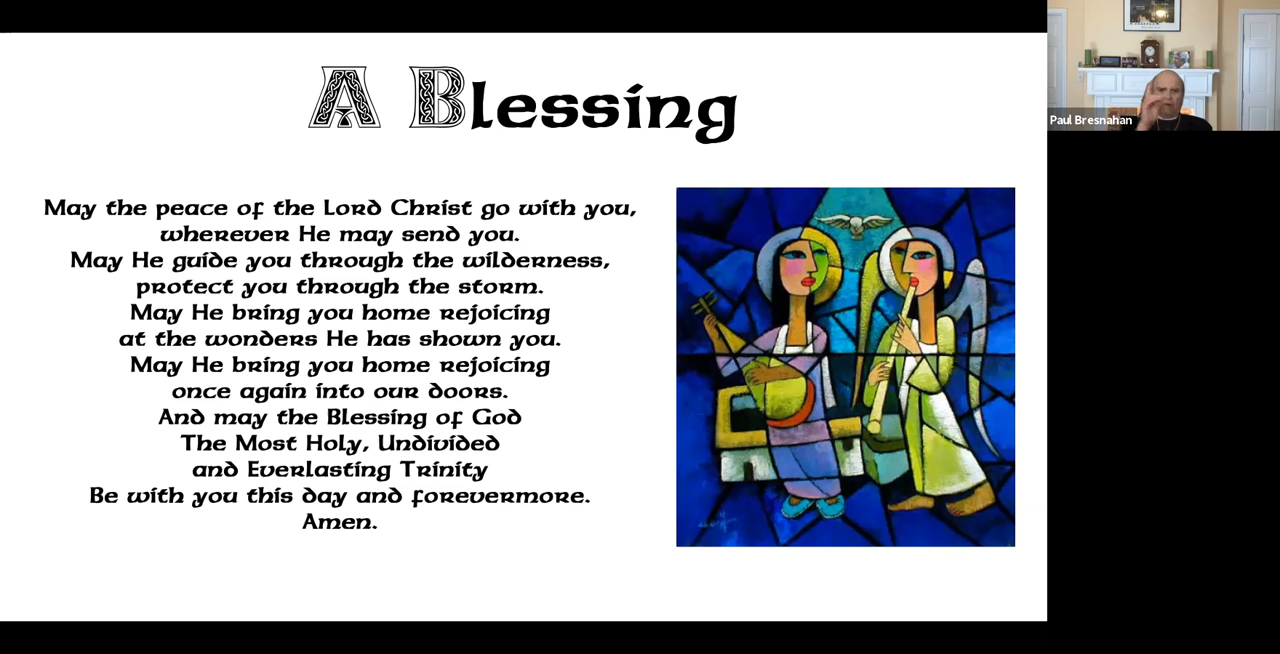 A Blessing
May the peace of the Lord Christ go with you,
wherever He may send you.
May He guide you through the wilderness,
protect you through the storm.
May He bring you home rejoicing
at the wonders He has shown you.
May He bring you home rejoicing
once again into our doors.
And may the Blessing of God
The Most Holy, Undivided
and Everlasting Trinity
Be with you this day and forevermore.
Amen.
Paul Bresnahan